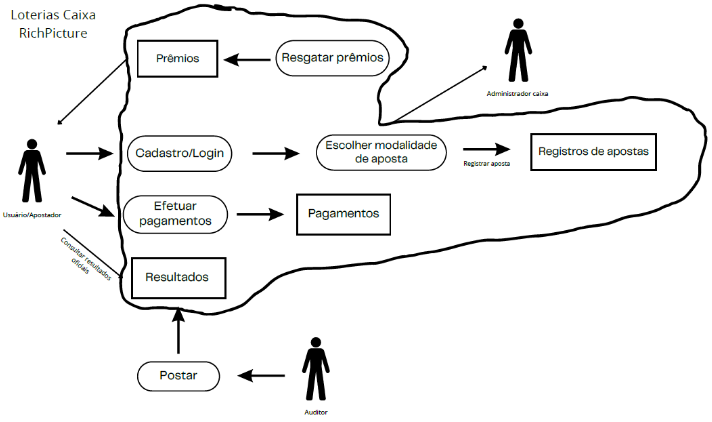 Loterias Caixa
RichPicture
Prêmios
Resgatar prêmios
Administrador caixa
Cadastro/Login
Escolher modalidade
de aposta
Registrar aposta
Registros de apostas
Usuário/Apostador
Efetuar
pagamentos
Pagamentos
Consultar resultados
oficiais
Resultados
Postar
Auditor